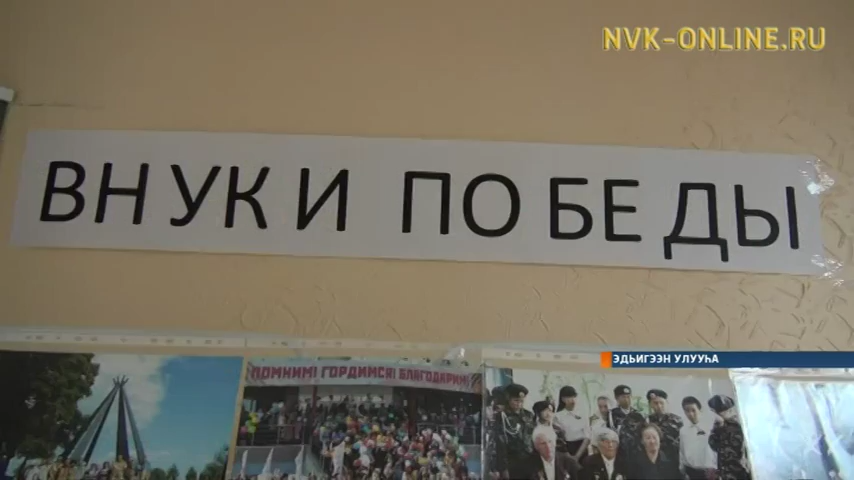 NVK-ONLINE.RU
ВНУКИ ПОБЕДЫ
ЭДЬИГЭЭН УЛУУҺА
ПОМНИМ! ГОРДИМСЯ! БЛАГОДАРИМ!